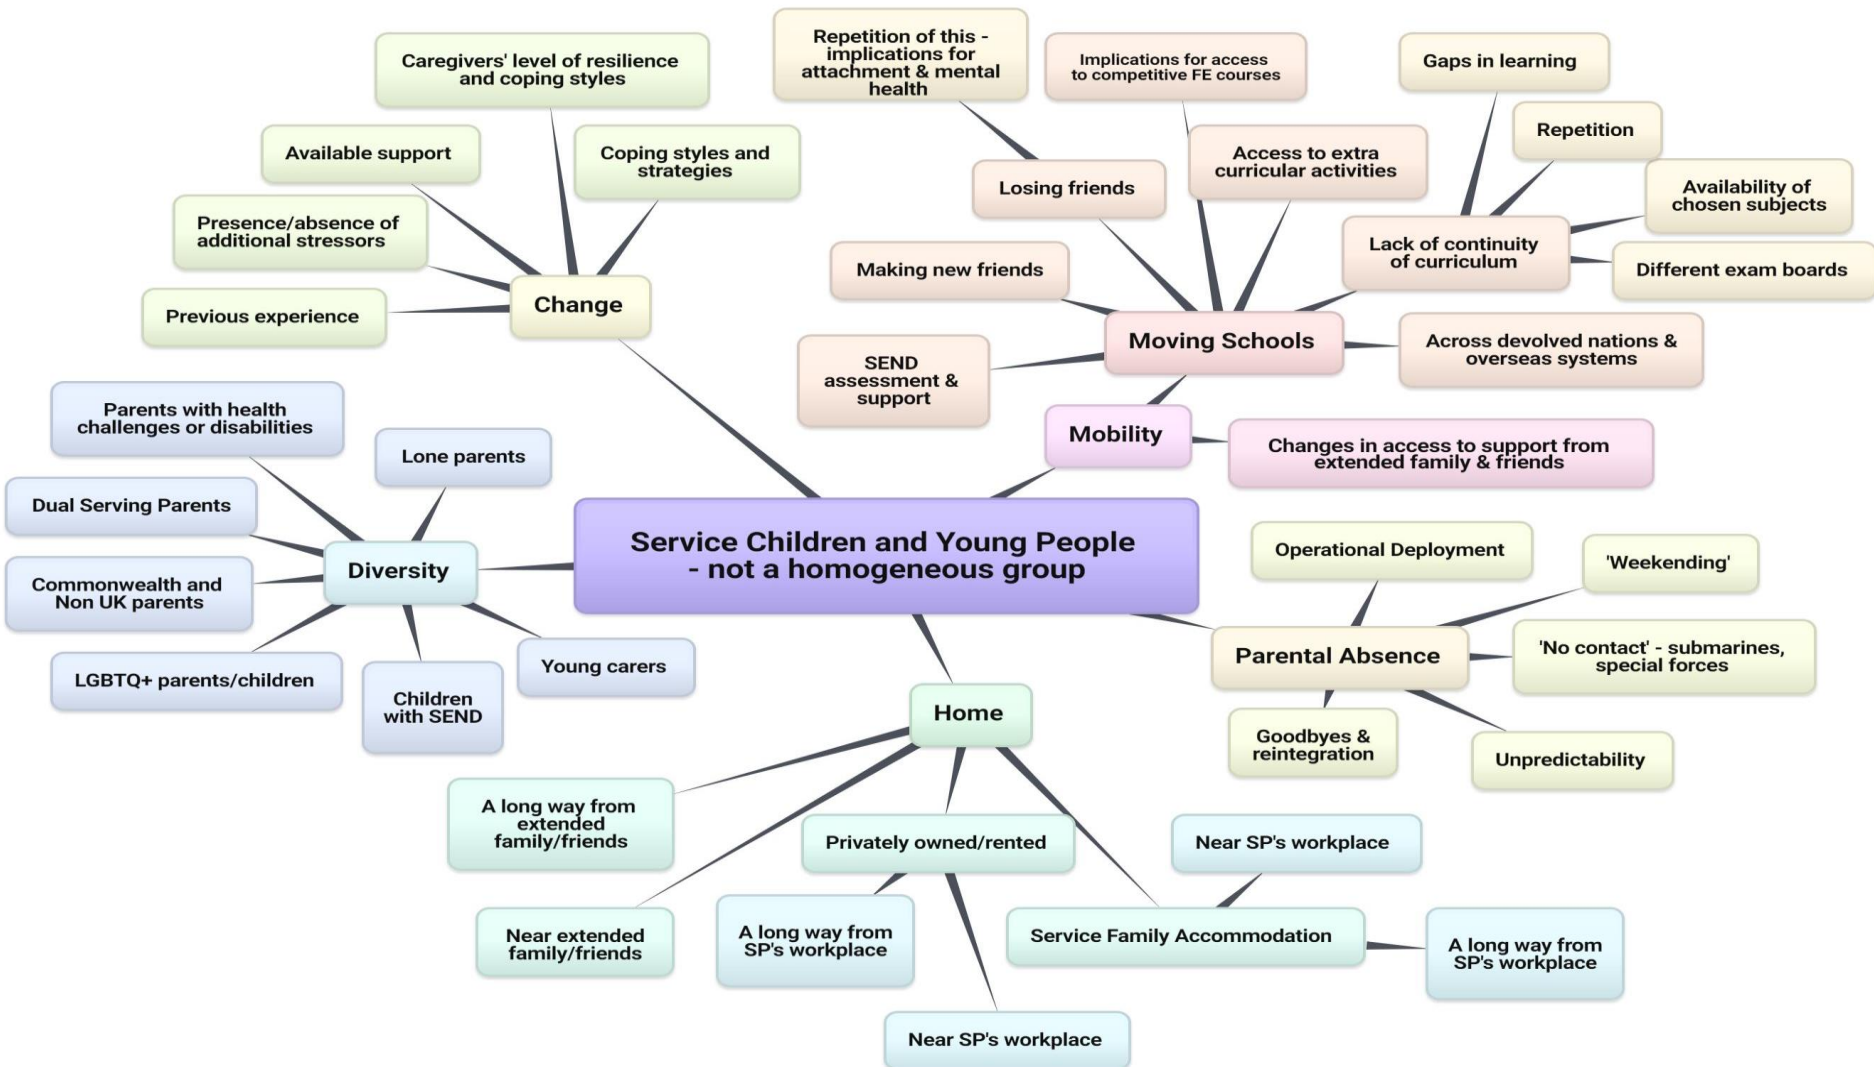 Repetition of this -
implications for
attachment & mental
health
Caregivers' level of resilience
and coping styles
Implications for access
to competitive FE courses
Gaps in learning
Repetition
Available support
Coping styles and
strategies
Access to extra
curricular activities
Losing friends
Availability of
chosen subjects
Presence/absence of
additional stressors
Lack of continuity
of curriculum
Making new friends
Different exam boards
Previous experience
Change
Moving Schools
Across devolved nations &
overseas systems
SEND
assessment &
support
Mobility
Changes in access to support from
extended family & friends
Parents with health
challenges or disabilities
Lone parents
Dual Serving Parents
Diversity
Commonwealth and
Non UK parents
LGBTQ+ parents/children
Children
with SEND
Young carers
Service Children and Young People
- not a homogeneous group
Operational Deployment
'Weekending'
Parental Absence
'No contact' - submarines,
special forces
Goodbyes &
reintegration
Unpredictability
Home
A long way from
extended
family/friends
Near extended
family/friends
Privately owned/rented
A long way from
SP's workplace
Near SP's workplace
Service Family Accommodation
Near SP's workplace
A long way from
SP's workplace